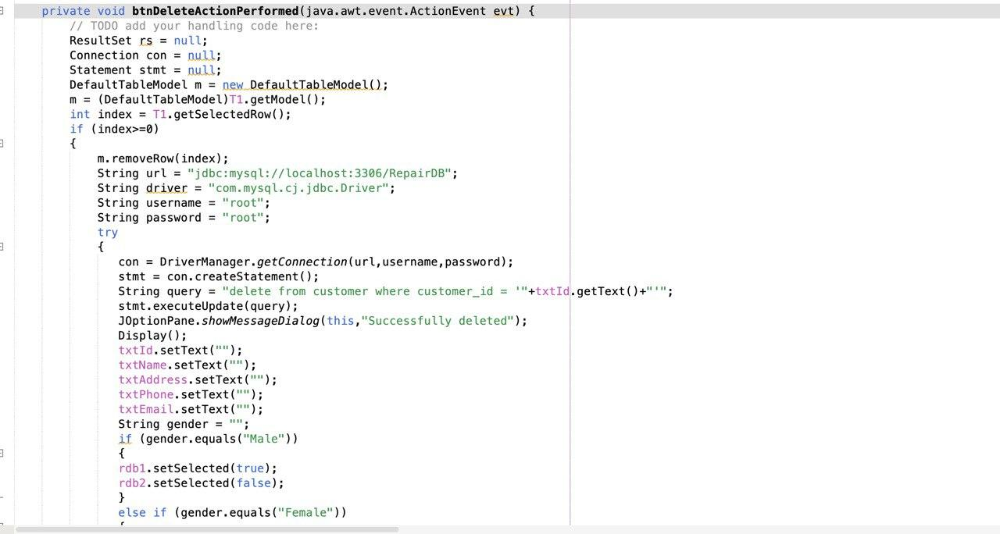 private void btnDeleteActionPerformed(java.awt.event.ActionEvent evt) {
// TODO add your handling code here:
ResultSet rs = null;
Connection con = null;
Statement stmt = null;
DefaultTableModel m = new DefaultTableModel();
m = (DefaultTableModel)T1.getModel();
int index = T1.getSelectedRow();
if (index>=0)
{
m.removeRow(index);
String url = "jdbc:mysql://localhost:3306/RepairDB";
String driver = "com.mysql.cj.jdbc.Driver";
String username = "root";
String password = "root";
try
{
con = DriverManager.getConnection(url,username,password);
stmt = con.createStatement();
String query = "delete from customer where customer_id = '"+txtId.getText()+"'";
stmt.executeUpdate(query);
JOptionPane.showMessageDialog(this,"Successfully deleted");
Display();
txtId.setText("");
txtName.setText("");
txtAddress.setText("");
txtPhone.setText("");
txtEmail.setText("");
String gender = "";
if (gender.equals("Male"))
{
rdb1.setSelected(true);
rdb2.setSelected(false);
}
else if (gender.equals("Female"))
{